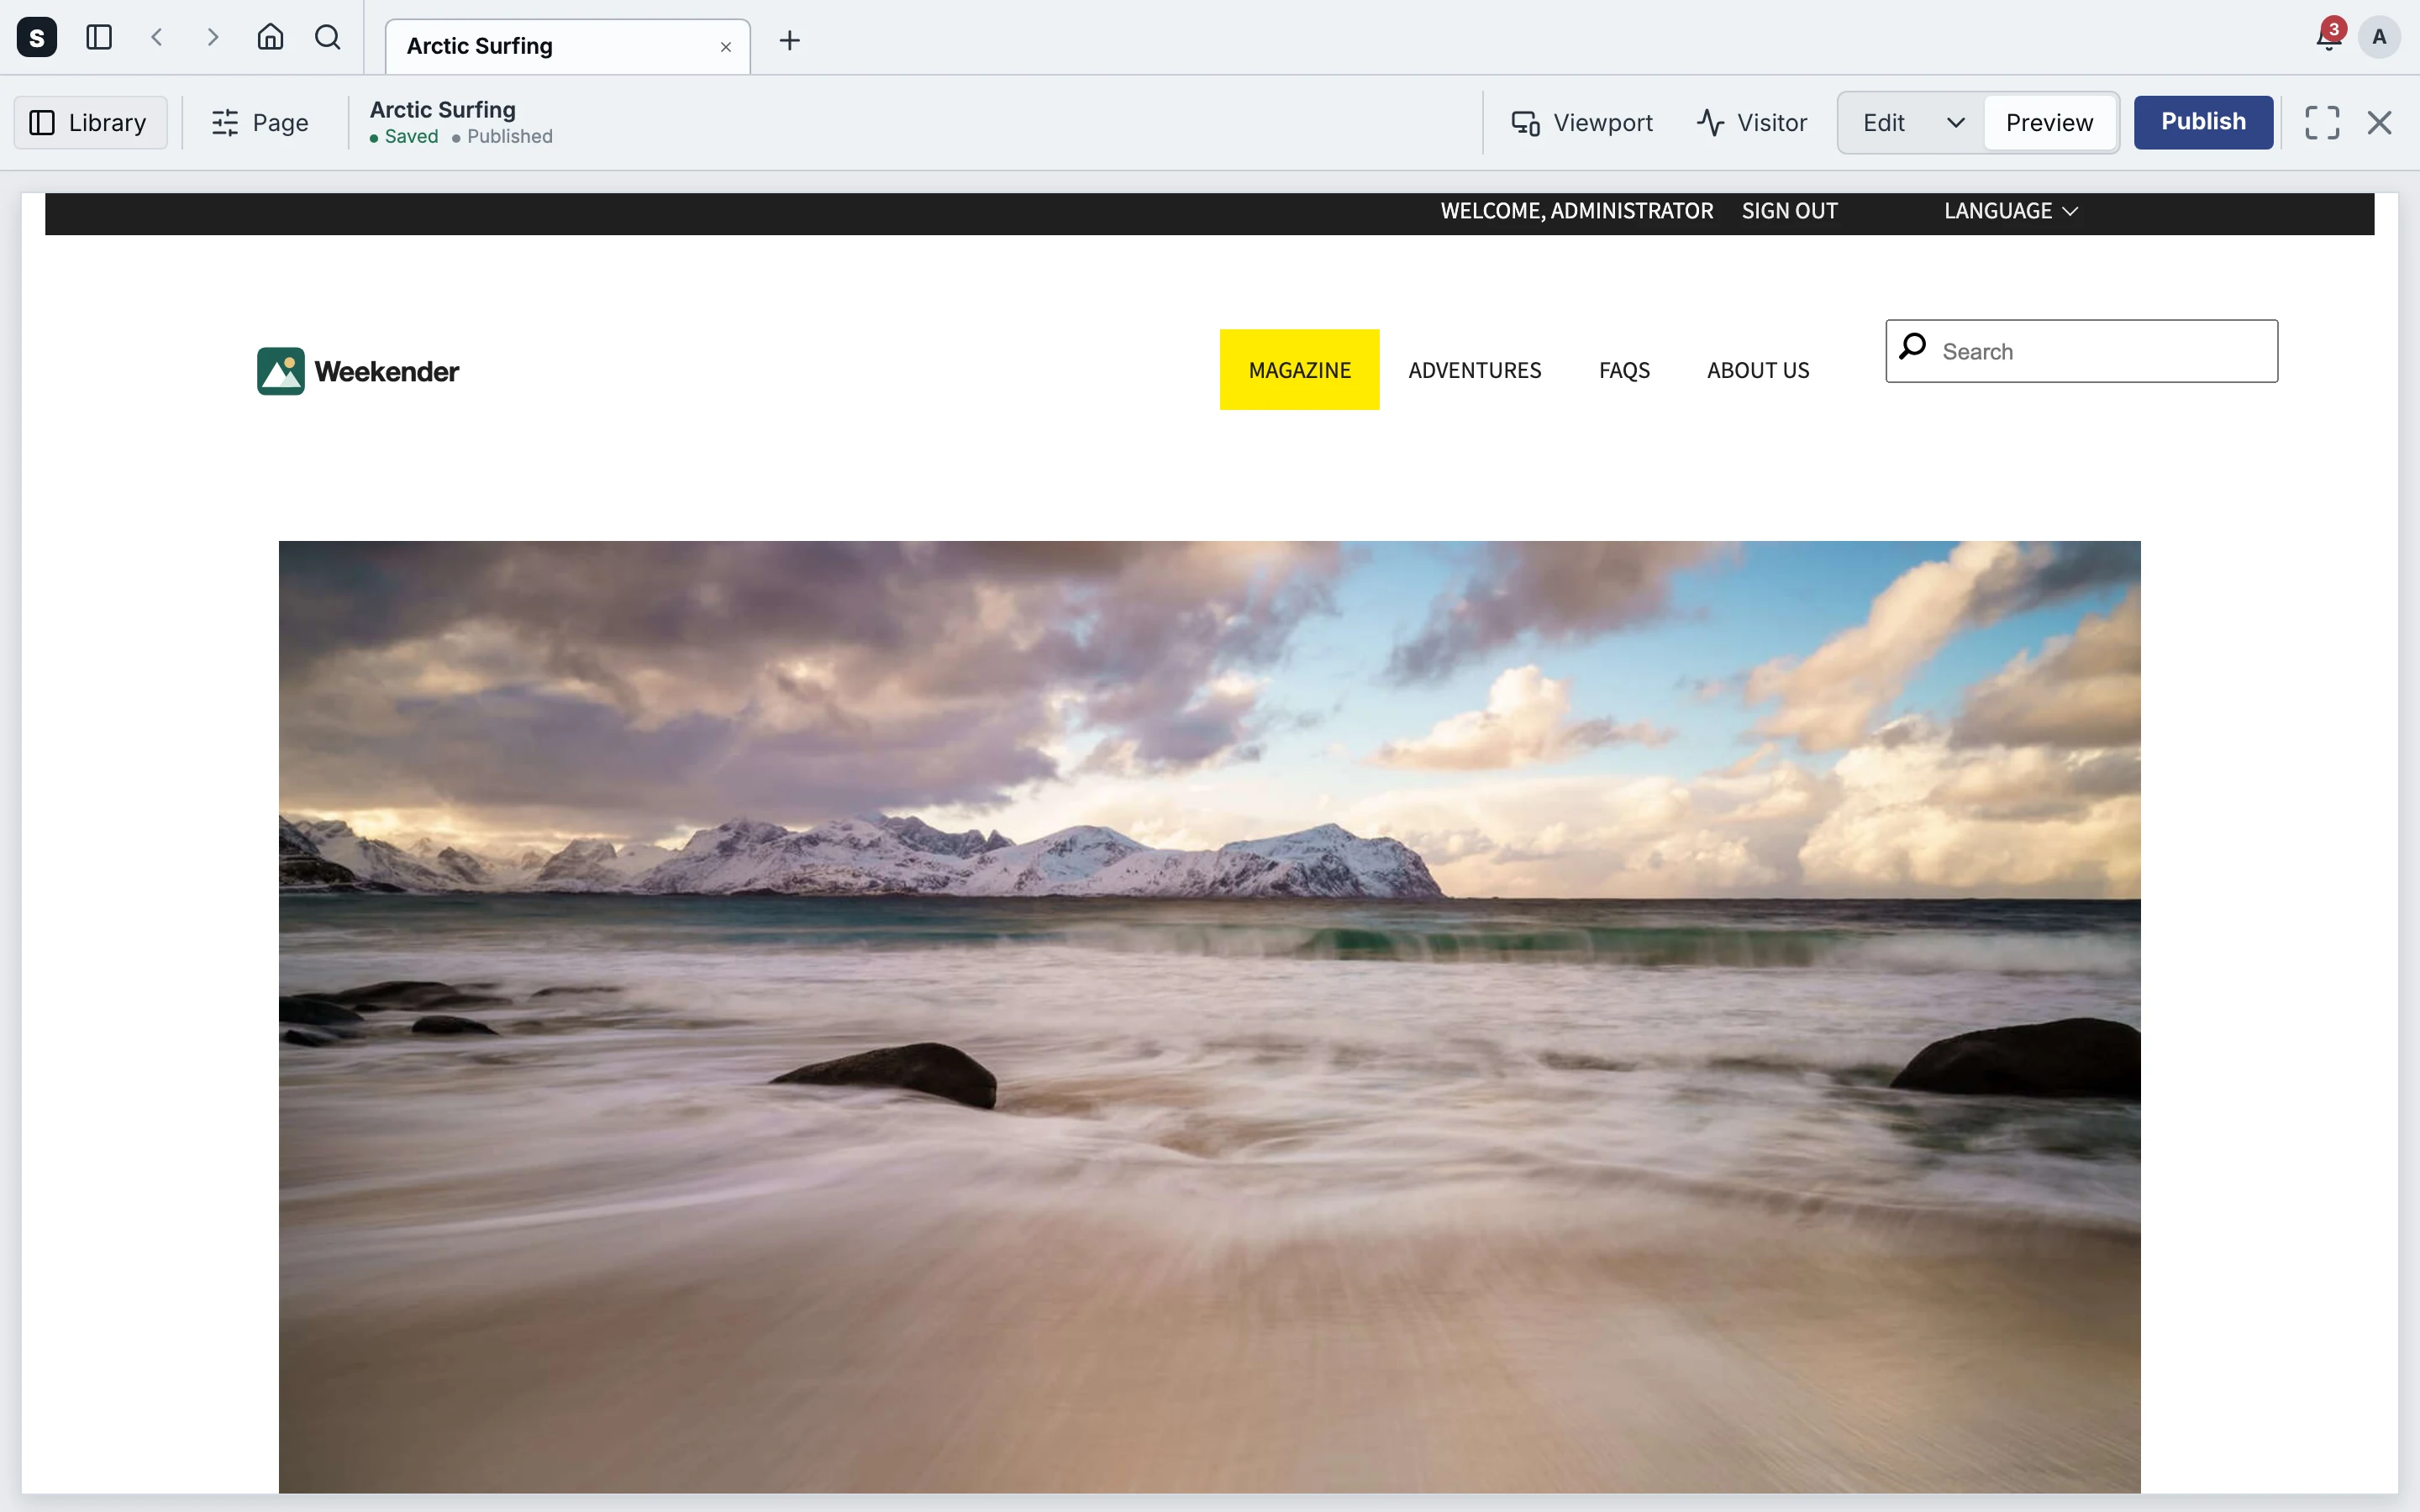 S
Arctic Surfing
3
A
Library
Page
Arctic Surfing
Saved Published
Viewport
Visitor
Edit
Preview
Publish
WELCOME, ADMINISTRATOR SIGN OUT LANGUAGE
Weekender
MAGAZINE ADVENTURES FAQS ABOUT US
Search